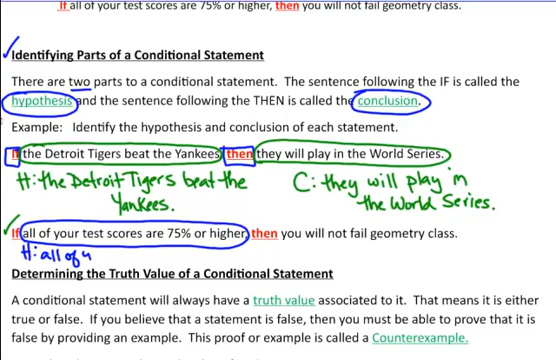 If all of your test scores are 75% or higher, then you will not fail geometry class.
Identifying Parts of a Conditional Statement
There are two parts to a conditional statement. The sentence following the IF is called the
hypothesis and the sentence following the THEN is called the conclusion.
Example: Identify the hypothesis and conclusion of each statement.
If the Detroit Tigers beat the Yankees, then they will play in the World Series.
H: the Detroit Tigers beat the Yankees.
C: they will play in the World Series.
If all of your test scores are 75% or higher, then you will not fail geometry class.
H: all of y
Determining the Truth Value of a Conditional Statement
A conditional statement will always have a truth value associated to it. That means it is either
true or false. If you believe that a statement is false, then you must be able to prove that it is
false by providing an example. This proof or example is called a Counterexample.